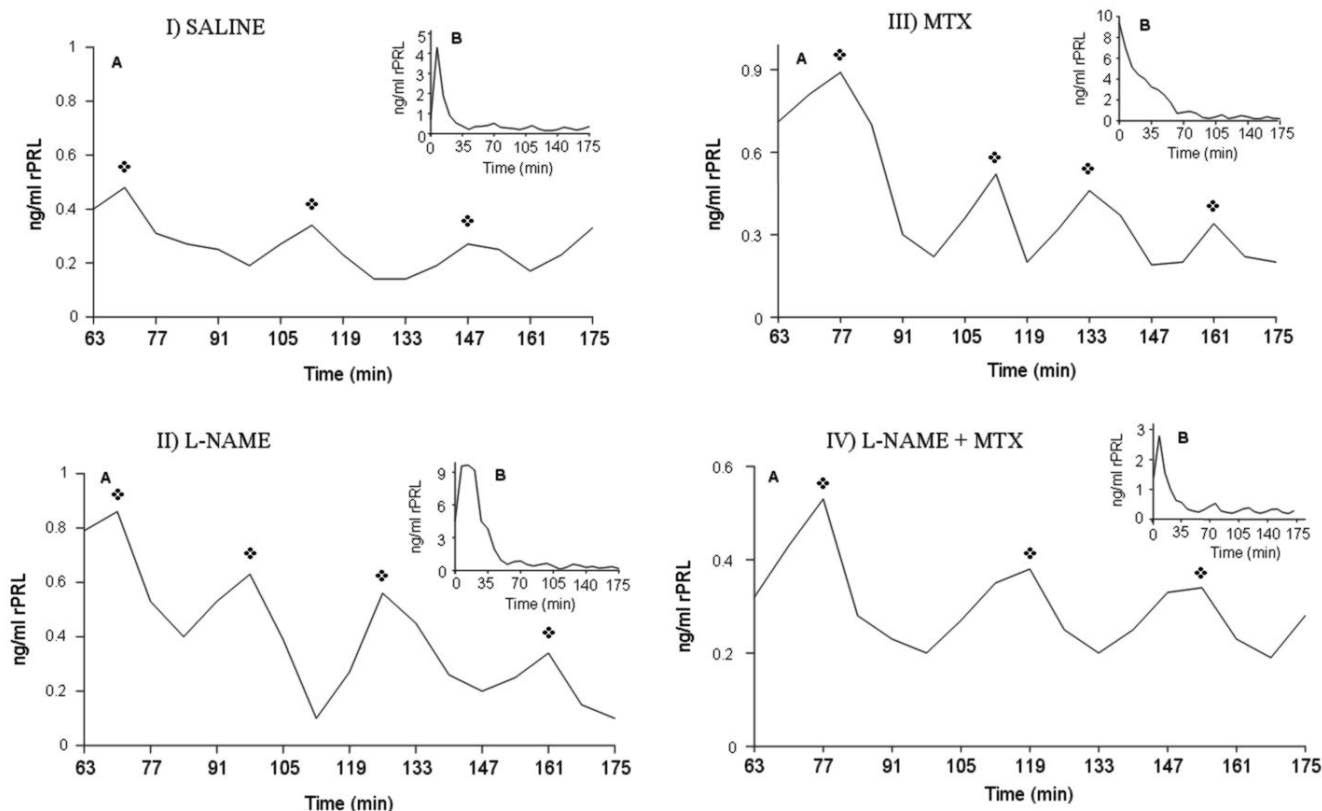 I) SALINE
A
ng/ml rPRL
1
0.8
0.6
0.4
0.2
0
63 77 91 105 119 133 147 161 175
Time (min)
B
ng/ml rPRL
5
4
3
2
1
0
0 35 70 105 140 175
Time (min)
III) MTX
A
ng/ml rPRL
0.9
0.6
0.3
0
63 77 91 105 119 133 147 161 175
Time (min)
B
ng/ml rPRL
10
8
6
4
2
0
0 35 70 105 140 175
Time (min)
II) L-NAME
A
ng/ml rPRL
1
0.8
0.6
0.4
0.2
0
63 77 91 105 119 133 147 161 175
Time (min)
B
ng/ml rPRL
9
6
3
0
0 35 70 105 140 175
Time (min)
IV) L-NAME + MTX
A
ng/ml rPRL
0.6
0.4
0.2
0
63 77 91 105 119 133 147 161 175
Time (min)
B
ng/ml rPRL
3
2
1
0
0 35 70 105 140 175
Time (min)